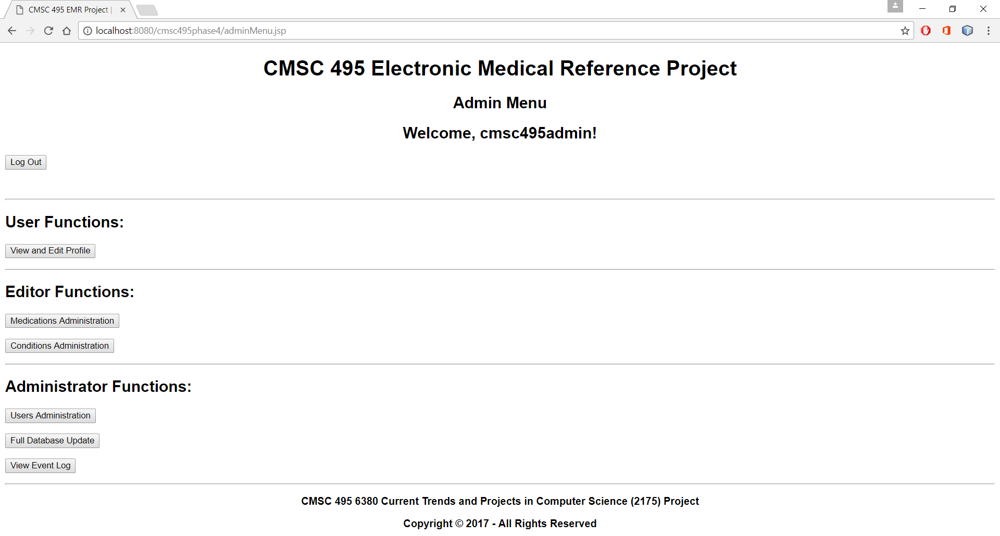 CMSC 495 EMR Project |
localhost:8080/cmsc495phase4/adminMenu.jsp
CMSC 495 Electronic Medical Reference Project
Admin Menu
Welcome, cmsc495admin!
Log Out
User Functions:
View and Edit Profile
Editor Functions:
Medications Administration
Conditions Administration
Administrator Functions:
Users Administration
Full Database Update
View Event Log
CMSC 495 6380 Current Trends and Projects in Computer Science (2175) Project
Copyright © 2017 - All Rights Reserved